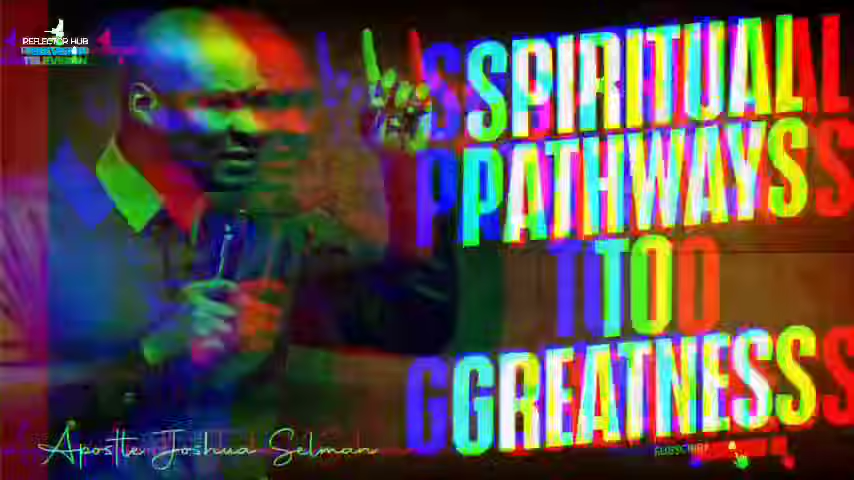 REFLECTOR HUB
TELEVISION
SPIRITUAL
PATHWAYS
TO
GREATNESS
Apostle Joshua Selman
SUBSCRIBE